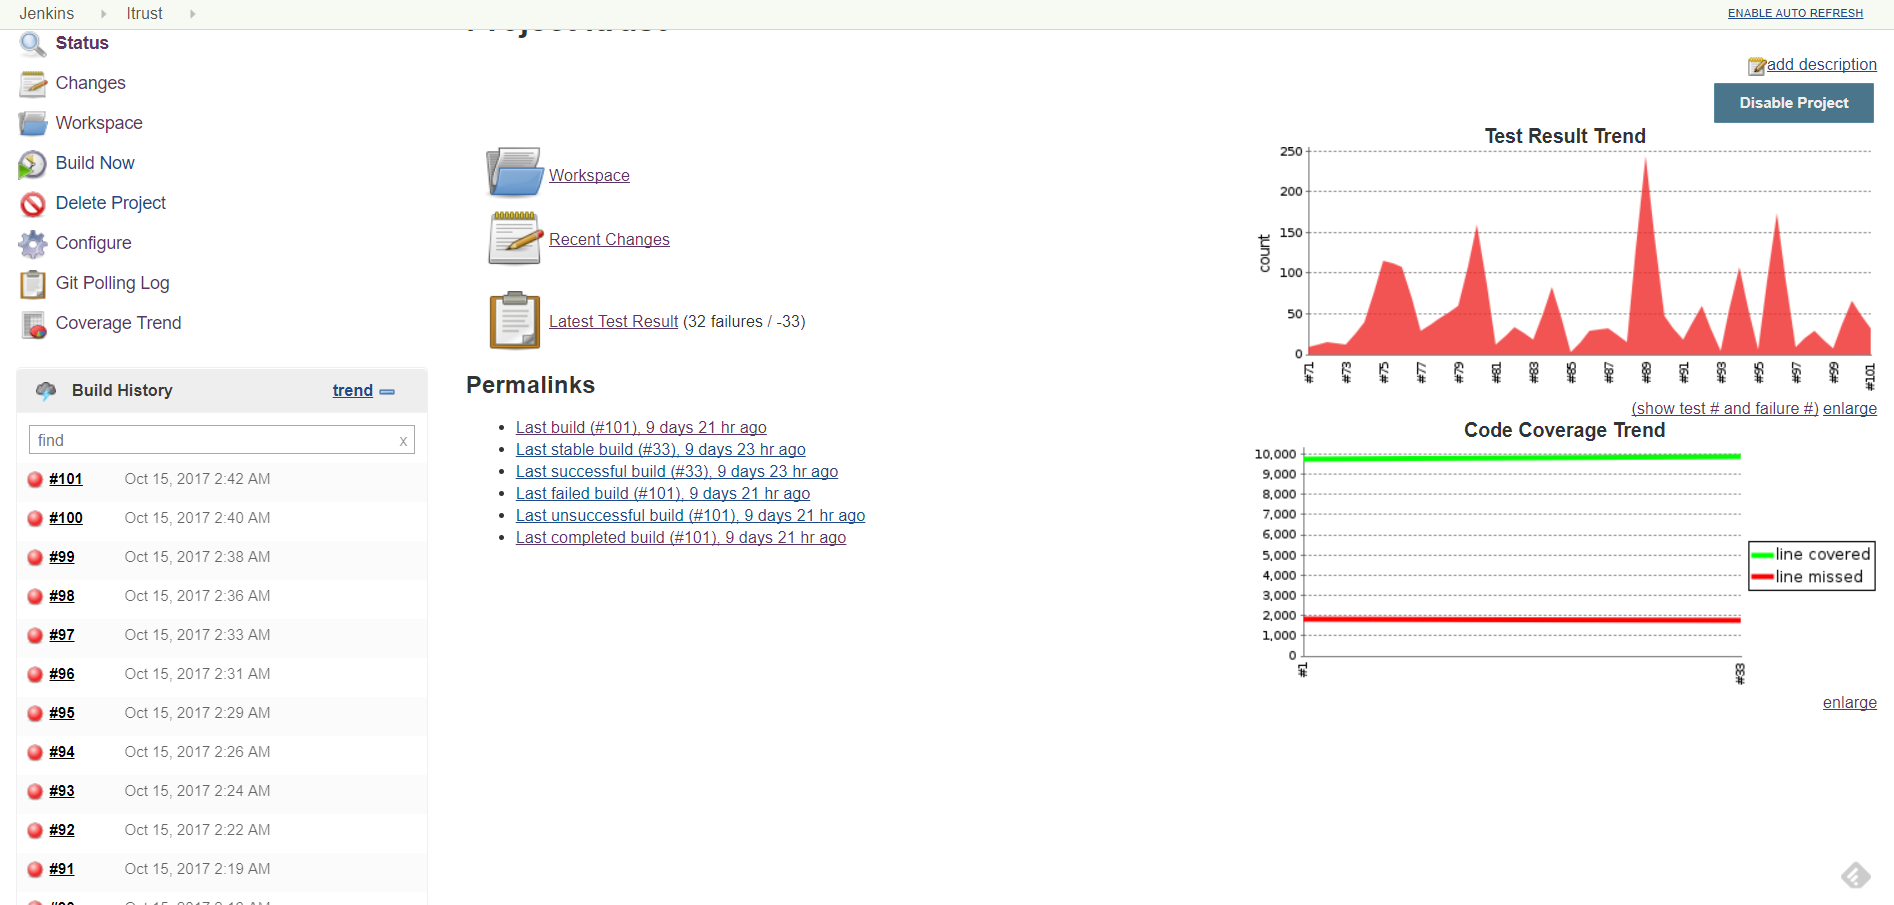 Jenkins
Itrust
ENABLE AUTO REFRESH
Status
Changes
Workspace
Build Now
Delete Project
Configure
Git Polling Log
Coverage Trend
Build History
trend
find
x
#101 Oct 15, 2017 2:42 AM
#100 Oct 15, 2017 2:40 AM
#99 Oct 15, 2017 2:38 AM
#98 Oct 15, 2017 2:36 AM
#97 Oct 15, 2017 2:33 AM
#96 Oct 15, 2017 2:31 AM
#95 Oct 15, 2017 2:29 AM
#94 Oct 15, 2017 2:26 AM
#93 Oct 15, 2017 2:24 AM
#92 Oct 15, 2017 2:22 AM
#91 Oct 15, 2017 2:19 AM
Workspace
Recent Changes
Latest Test Result (32 failures / -33)
Permalinks
Last build (#101), 9 days 21 hr ago
Last stable build (#33), 9 days 23 hr ago
Last successful build (#33), 9 days 23 hr ago
Last failed build (#101), 9 days 21 hr ago
Last unsuccessful build (#101), 9 days 21 hr ago
Last completed build (#101), 9 days 21 hr ago
add description
Disable Project
Test Result Trend
250
200
150
100
50
0
count
#71 #73 #75 #77 #79 #81 #83 #85 #87 #89 #91 #93 #95 #97 #99 #101
(show test # and failure #) enlarge
Code Coverage Trend
10,000
9,000
8,000
7,000
6,000
5,000
4,000
3,000
2,000
1,000
0
#1 #33
line covered
line missed
enlarge